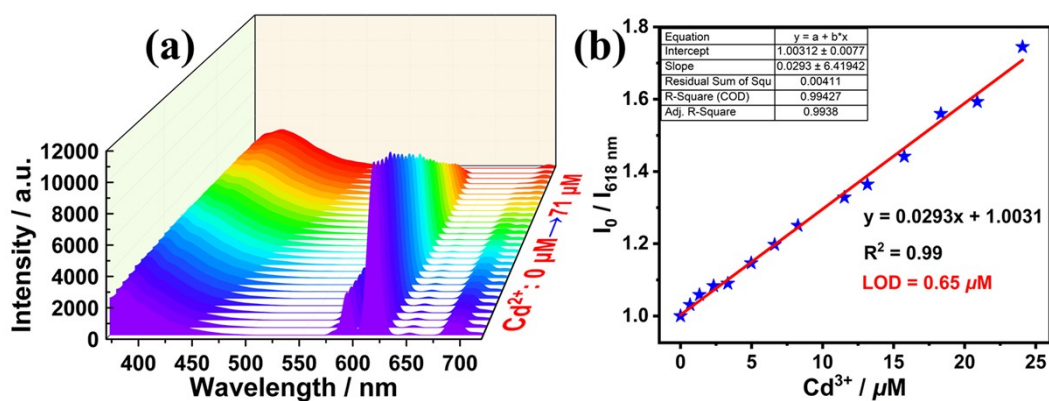 (a)
12000
10000
8000
6000
4000
2000
0
Intensity / a.u.
400 450 500 550 600 650 700
Wavelength / nm
Cd²⁺: 0 μM→71 μM
(b)
1.8
1.6
1.4
1.2
1.0
I₀ / I₆₁₈ ₙₘ
Equation y = a + b*x
Intercept 1.00312 ± 0.0077
Slope 0.0293 ± 6.41942
Residual Sum of Squ 0.00411
R-Square (COD) 0.99427
Adj. R-Square 0.9938
y = 0.0293x + 1.0031
R² = 0.99
LOD = 0.65 μM
0 5 10 15 20 25
Cd³⁺ / μM